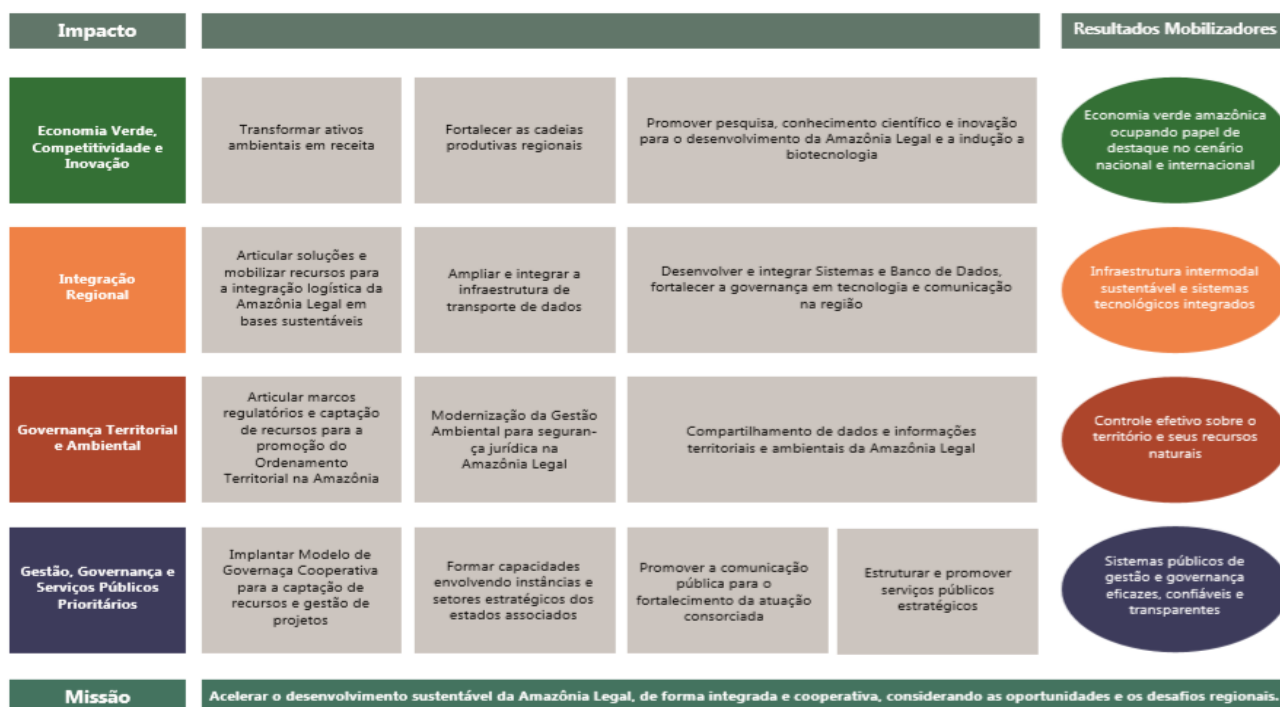 Impacto
Resultados Mobilizadores
Economia Verde,
Competitividade e
Inovação
Transformar ativos
ambientais em receita
Fortalecer as cadeias
produtivas regionais
Promover pesquisa, conhecimento científico e inovação
para o desenvolvimento da Amazônia Legal e a indução a
biotecnologia
Economia verde amazônica
ocupando papel de
destaque no cenário
nacional e internacional
Integração
Regional
Articular soluções e
mobilizar recursos para
a integração logística da
Amazônia Legal em
bases sustentáveis
Ampliar e integrar a
infraestrutura de
transporte de dados
Desenvolver e integrar Sistemas e Banco de Dados,
fortalecer a governança em tecnologia e comunicação
na região
Infraestrutura intermodal
sustentável e sistemas
tecnológicos integrados
Governança Territorial
e Ambiental
Articular marcos
regulatórios e captação
de recursos para a
promoção do
Ordenamento
Territorial na Amazônia
Modernização da Gestão
Ambiental para seguran-
ça jurídica na
Amazônia Legal
Compartilhamento de dados e informações
territoriais e ambientais da Amazônia Legal
Controle efetivo sobre o
território e seus recursos
naturais
Gestão, Governança e
Serviços Públicos
Prioritários
Implantar Modelo de
Governaça Cooperativa
para a captação de
recursos e gestão de
projetos
Formar capacidades
envolvendo instâncias e
setores estratégicos dos
estados associados
Promover a comunicação
pública para o
fortalecimento da atuação
consorciada
Estruturar e promover
serviços públicos
estratégicos
Sistemas públicos de
gestão e governança
eficazes, confiáveis e
transparentes
Missão
Acelerar o desenvolvimento sustentável da Amazônia Legal, de forma integrada e cooperativa, considerando as oportunidades e os desafios regionais.